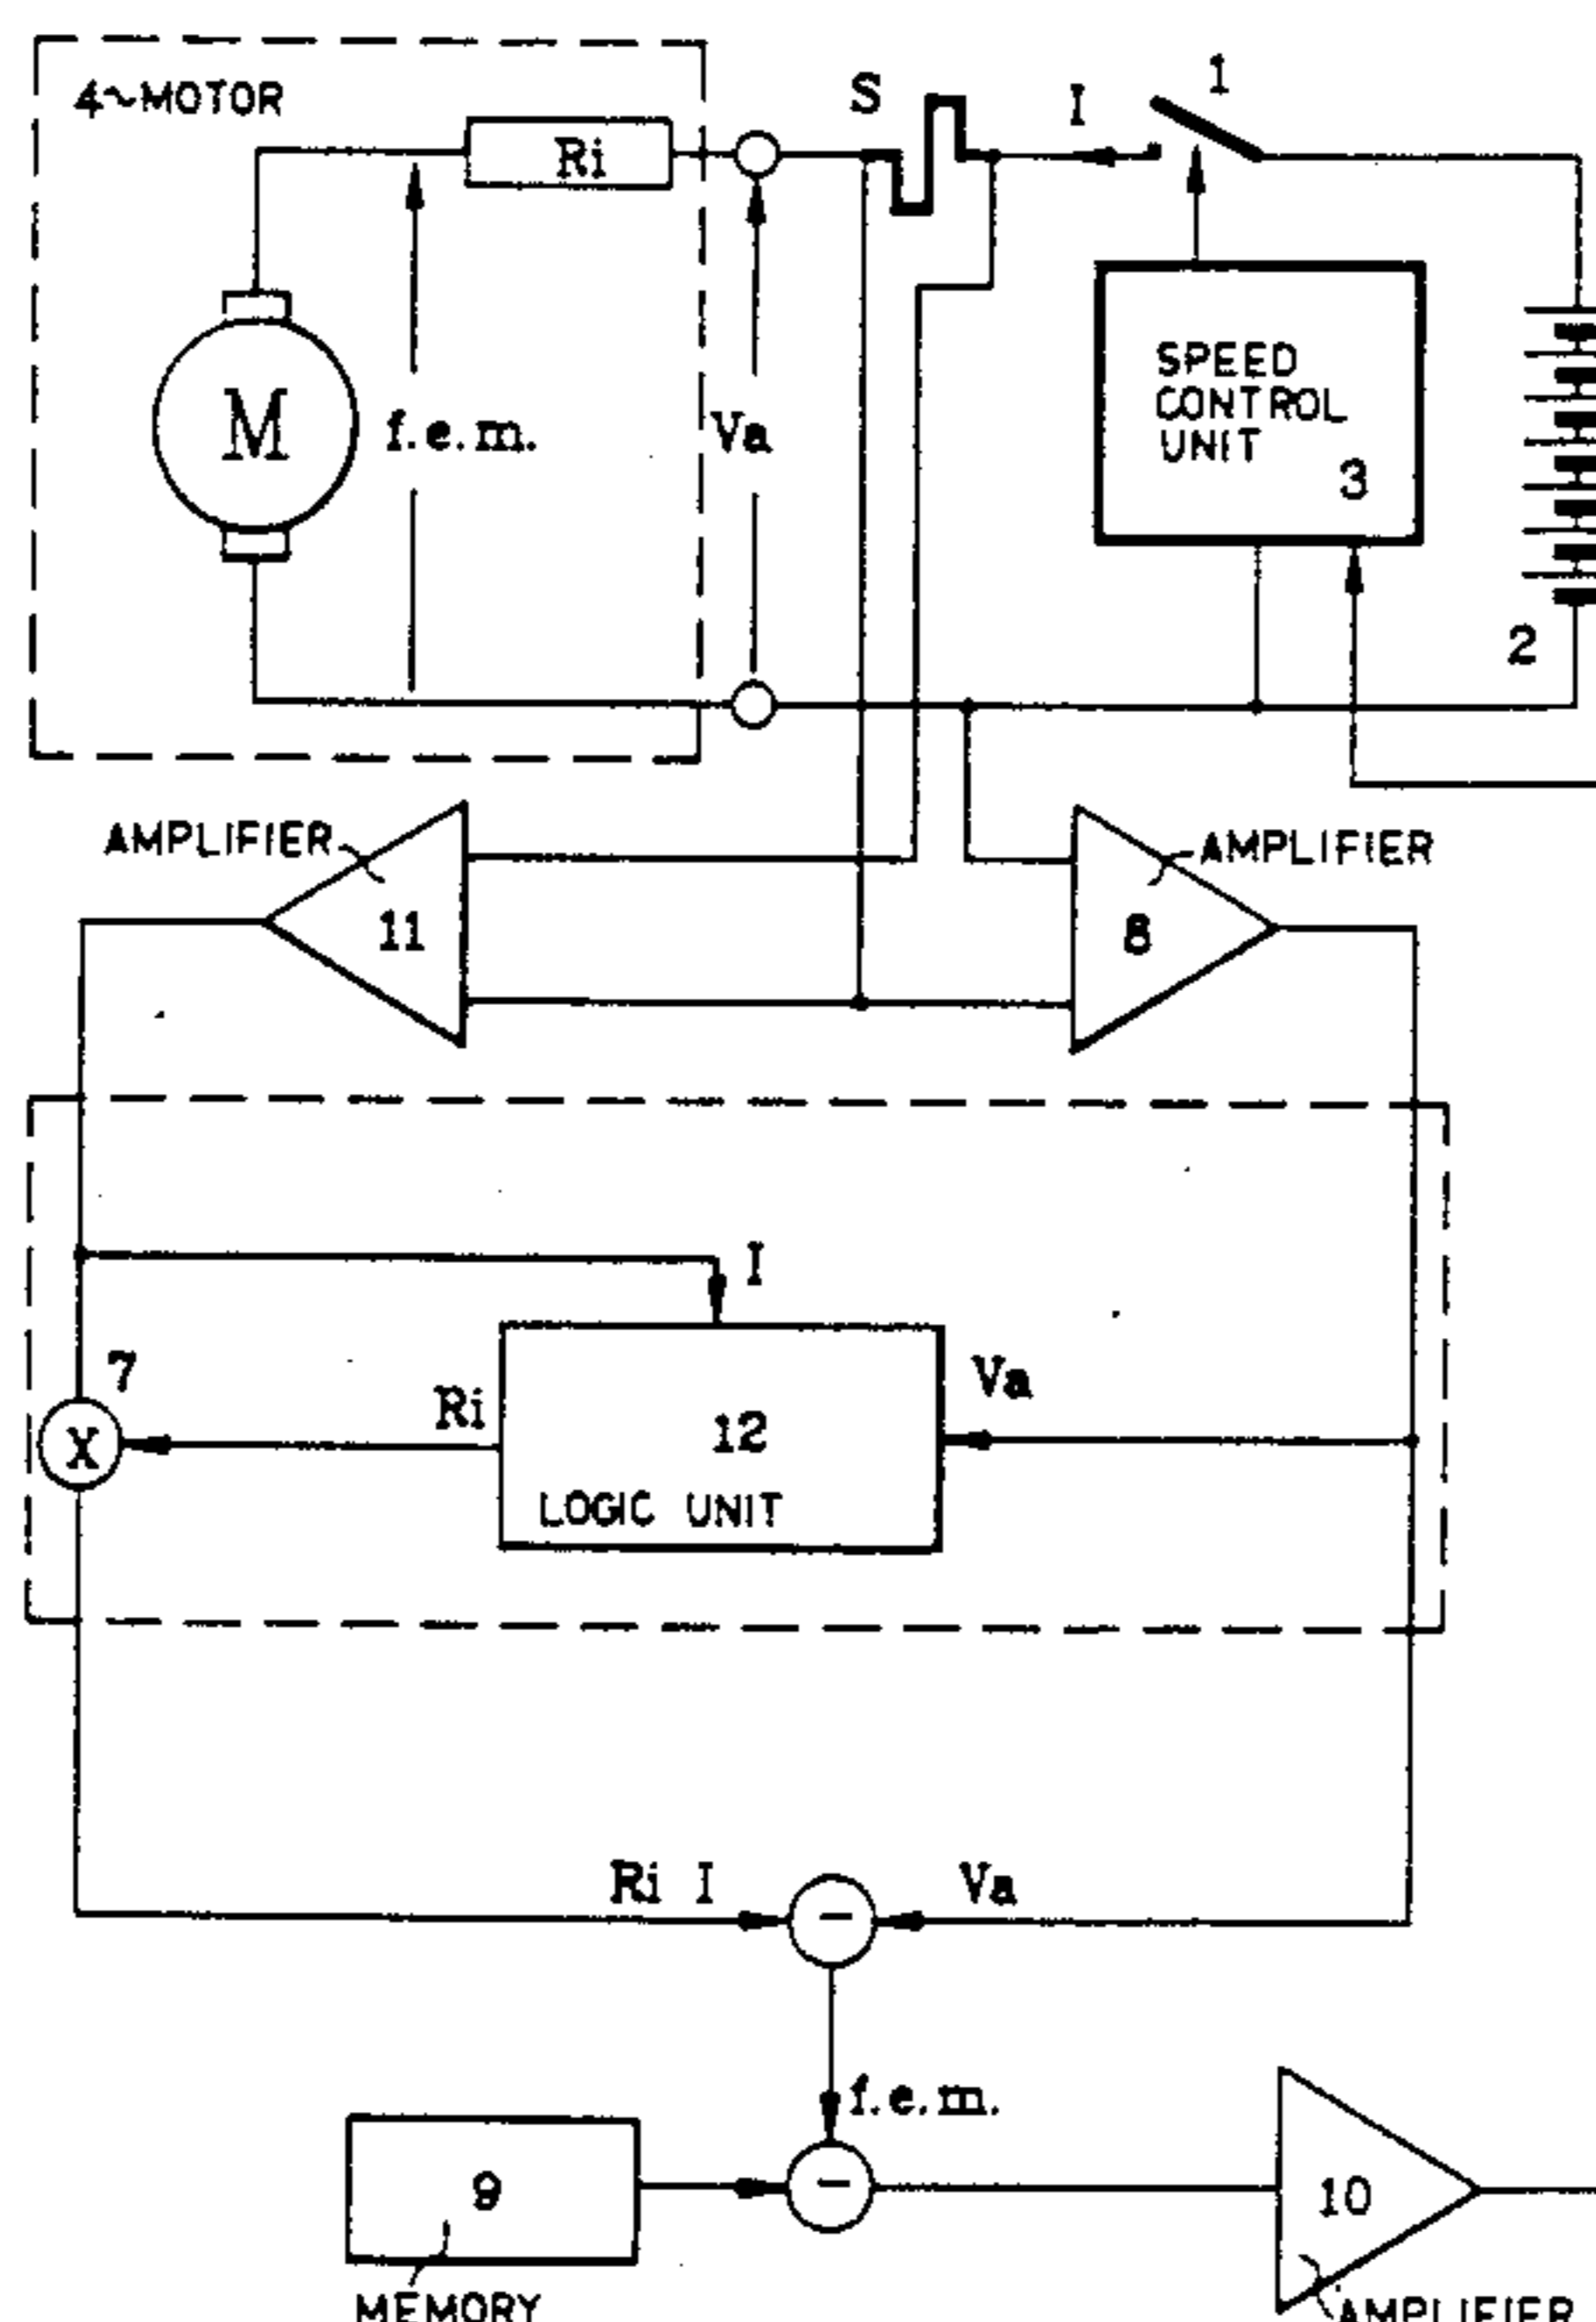 4~MOTOR
Ri
S
I
1
M
f.e.m.
Va
SPEED
CONTROL
UNIT
3
2
AMPLIFIER
11
AMPLIFIER
8
I
7
X
Ri
12
Va
LOGIC UNIT
Ri I
-
Va
f.e.m.
9
-
10
MEMORY
AMPLIFIER